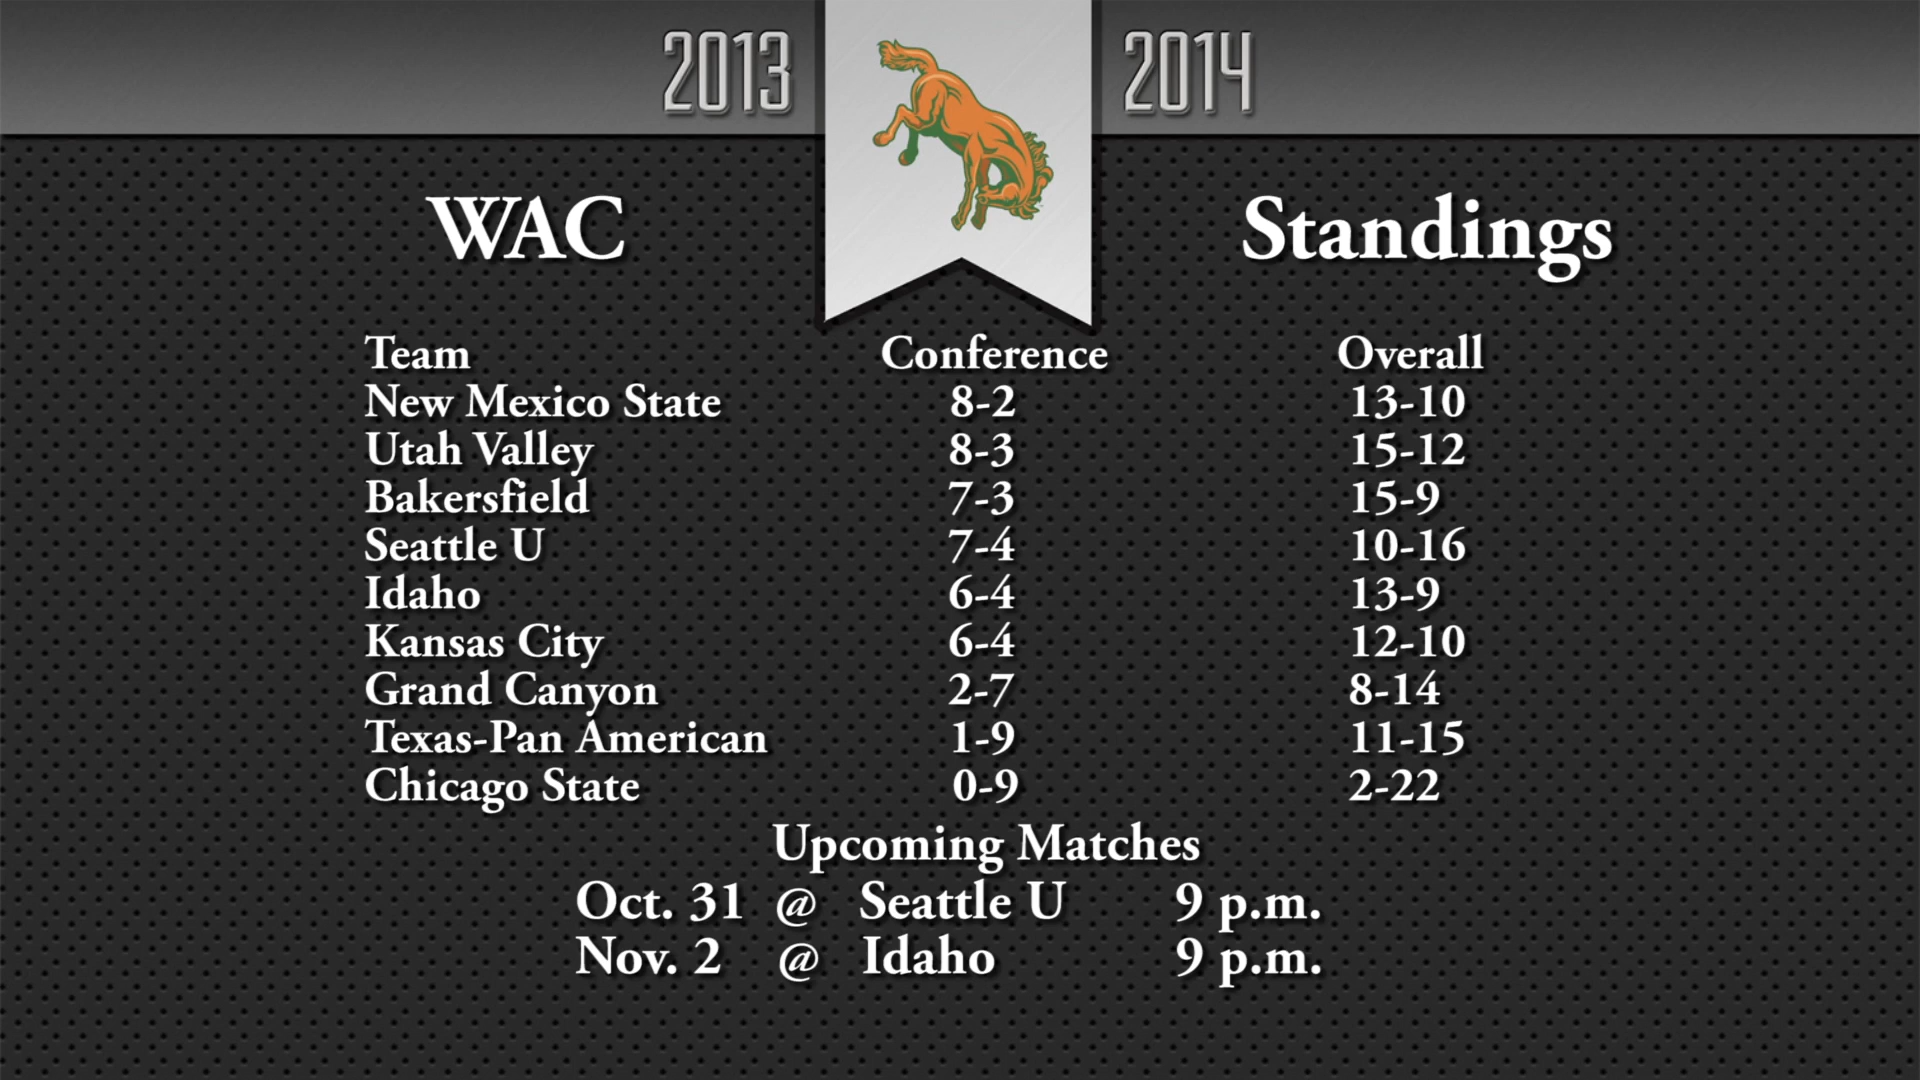 2013 2014
WAC Standings
Team Conference Overall
New Mexico State 8-2 13-10
Utah Valley 8-3 15-12
Bakersfield 7-3 15-9
Seattle U 7-4 10-16
Idaho 6-4 13-9
Kansas City 6-4 12-10
Grand Canyon 2-7 8-14
Texas-Pan American 1-9 11-15
Chicago State 0-9 2-22
Upcoming Matches
Oct. 31 @ Seattle U 9 p.m.
Nov. 2 @ Idaho 9 p.m.